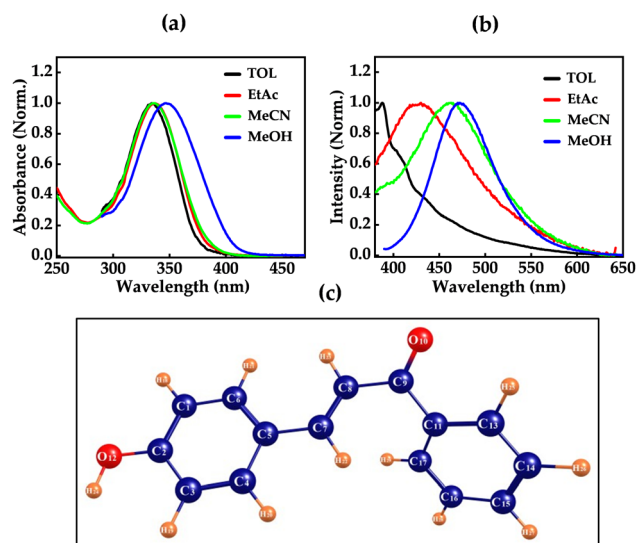 (a)
(b)
1.2
1.0
0.8
0.6
0.4
0.2
0.0
Absorbance (Norm.)
TOL
EtAc
MeCN
MeOH
250 300 350 400 450
Wavelength (nm)
1.2
1.0
0.8
0.6
0.4
0.2
0.0
Intensity (Norm.)
TOL
EtAc
MeCN
MeOH
400 450 500 550 600 650
Wavelength (nm)
(c)
O10
C8
C9
C1
C6
C7
C11
C13
C5
O12
C2
C17
C14
C3
C4
C16
C15